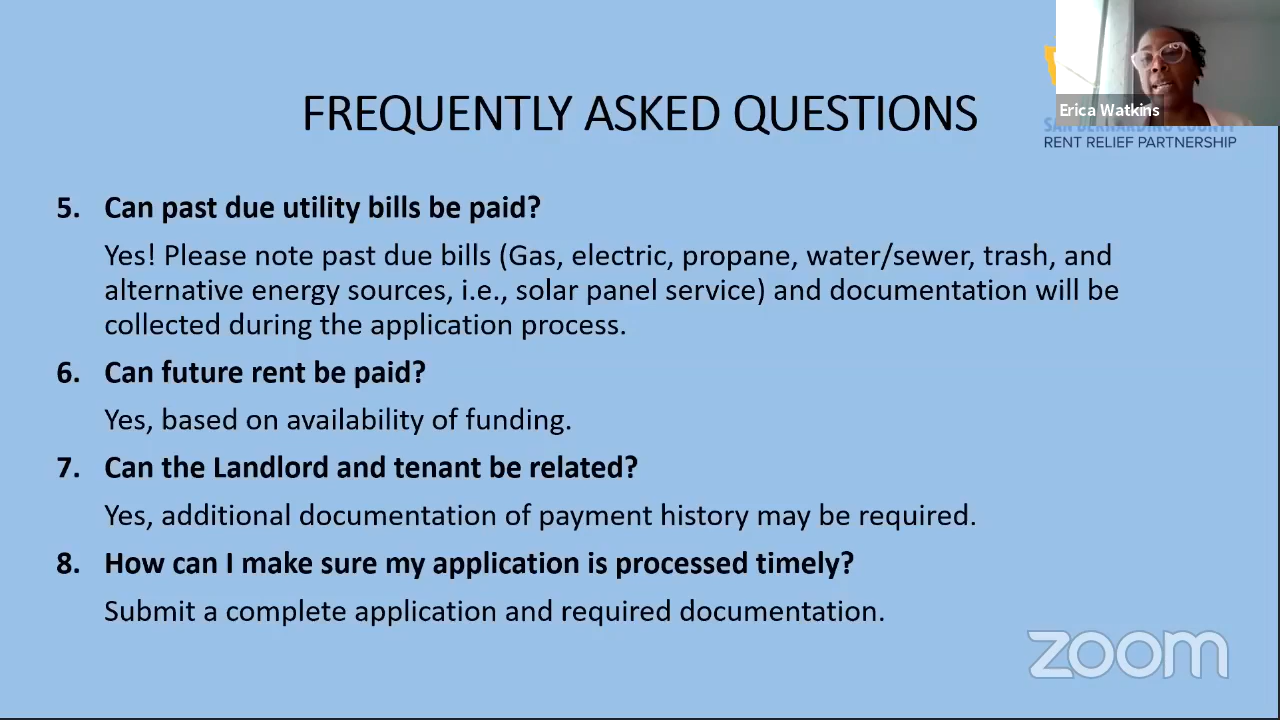 FREQUENTLY ASKED QUESTIONS
Erica Watkins
SAN BERNARDINO COUNTY
RENT RELIEF PARTNERSHIP
5. Can past due utility bills be paid?
Yes! Please note past due bills (Gas, electric, propane, water/sewer, trash, and
alternative energy sources, i.e., solar panel service) and documentation will be
collected during the application process.
6. Can future rent be paid?
Yes, based on availability of funding.
7. Can the Landlord and tenant be related?
Yes, additional documentation of payment history may be required.
8. How can I make sure my application is processed timely?
Submit a complete application and required documentation.
zoom